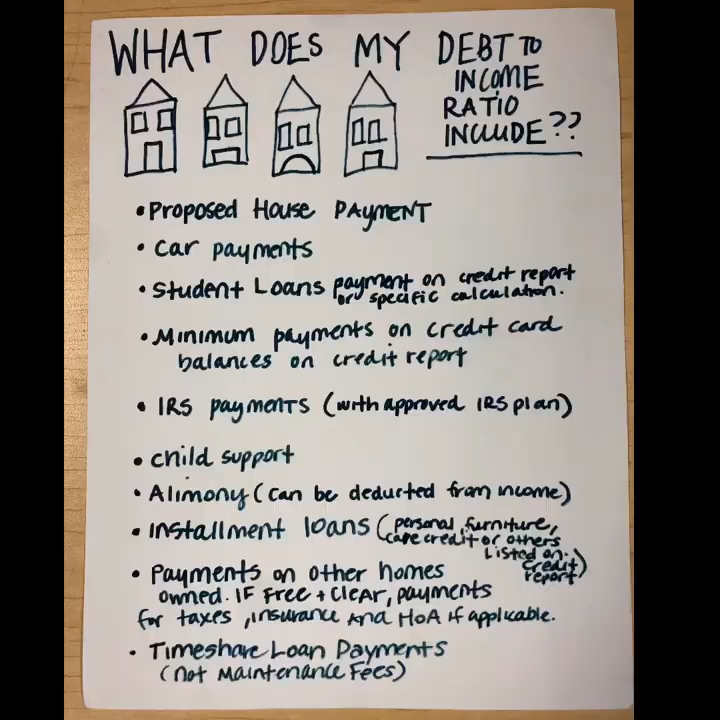 WHAT DOES MY DEBT TO
INCOME
RATIO
INCLUDE??
• Proposed House PAYMENT
• Car payments
• Student Loans payment on credit report
or specific calculation.
• Minimum payments on credit card
balances on credit report
• IRS payments (with approved IRS plan)
• child support
• Alimony (can be deducted from income)
• Installment loans (personal, furniture,
care credit or others
Listed on
credit
report)
• Payments on other homes
owned. IF Free + Clear, payments
for taxes, insurance and HOA if applicable.
• Timeshare Loan Payments
(not Maintenance Fees)